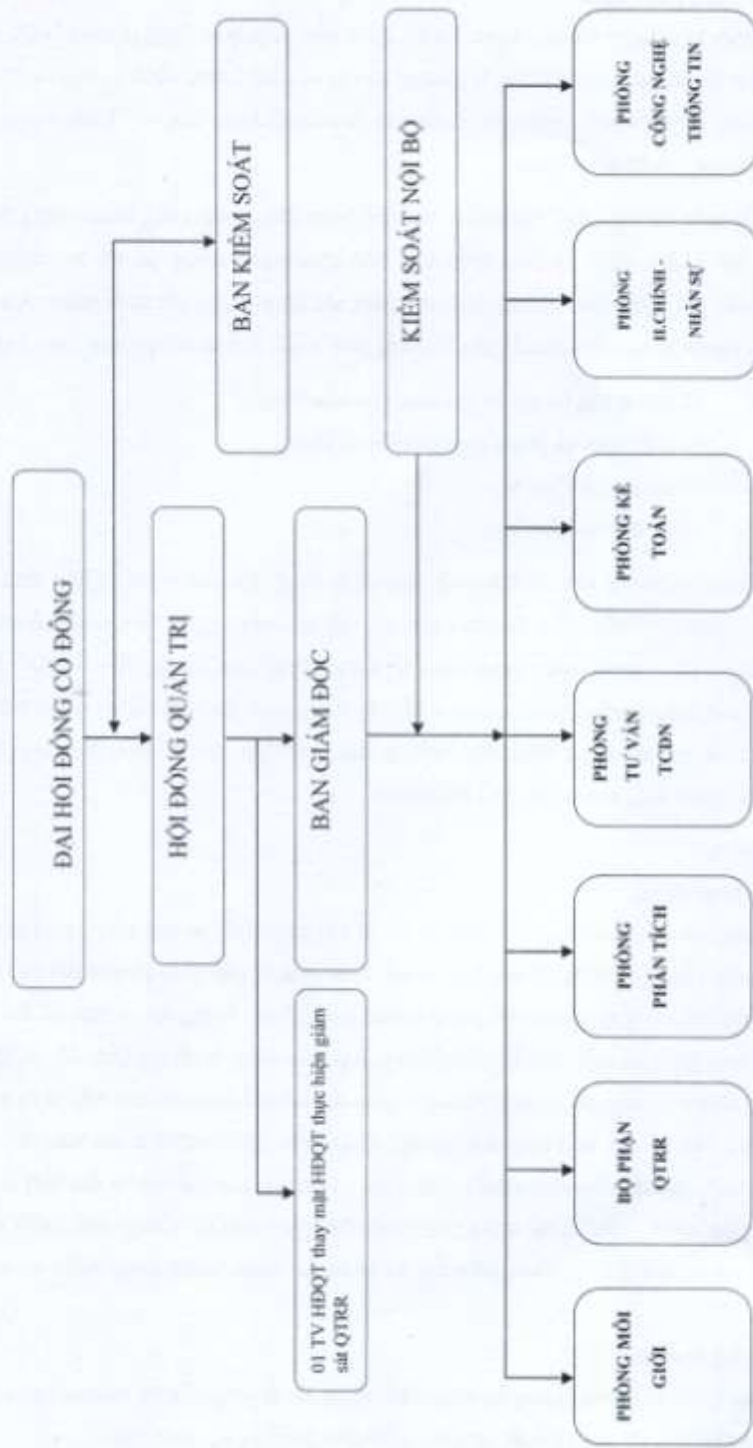 ĐẠI HỘI ĐỒNG CỔ ĐÔNG
HỘI ĐỒNG QUẢN TRỊ
BAN KIỂM SOÁT
01 TV HĐQT thay mặt HĐQT thực hiện giám
sát QTRR
BAN GIÁM ĐỐC
KIỂM SOÁT NỘI BỘ
PHÒNG MÔI
GIỚI
BỘ PHẬN
QTRR
PHÒNG
PHÂN TÍCH
PHÒNG
TƯ VẤN
TCDN
PHÒNG KẾ
TOÁN
PHÒNG
H.CHÍNH-
NHÂN SỰ
PHÒNG
CÔNG NGHỆ
THÔNG TIN